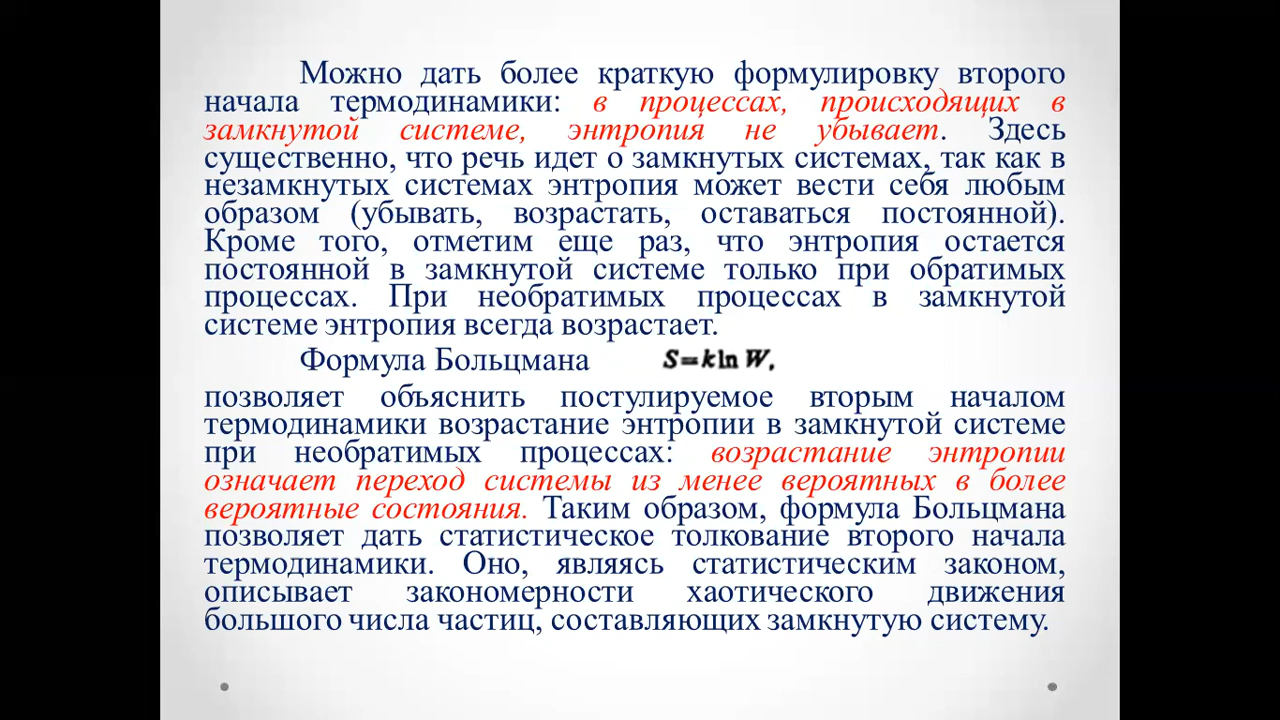 Можно дать более краткую формулировку второго
начала термодинамики: в процессах, происходящих в
замкнутой системе, энтропия не убывает. Здесь
существенно, что речь идет о замкнутых системах, так как в
незамкнутых системах энтропия может вести себя любым
образом (убывать, возрастать, оставаться постоянной).
Кроме того, отметим еще раз, что энтропия остается
постоянной в замкнутой системе только при обратимых
процессах. При необратимых процессах в замкнутой
системе энтропия всегда возрастает.
Формула Больцмана S=k ln W,
позволяет объяснить постулируемое вторым началом
термодинамики возрастание энтропии в замкнутой системе
при необратимых процессах: возрастание энтропии
означает переход системы из менее вероятных в более
вероятные состояния. Таким образом, формула Больцмана
позволяет дать статистическое толкование второго начала
термодинамики. Оно, являясь статистическим законом,
описывает закономерности хаотического движения
большого числа частиц, составляющих замкнутую систему.